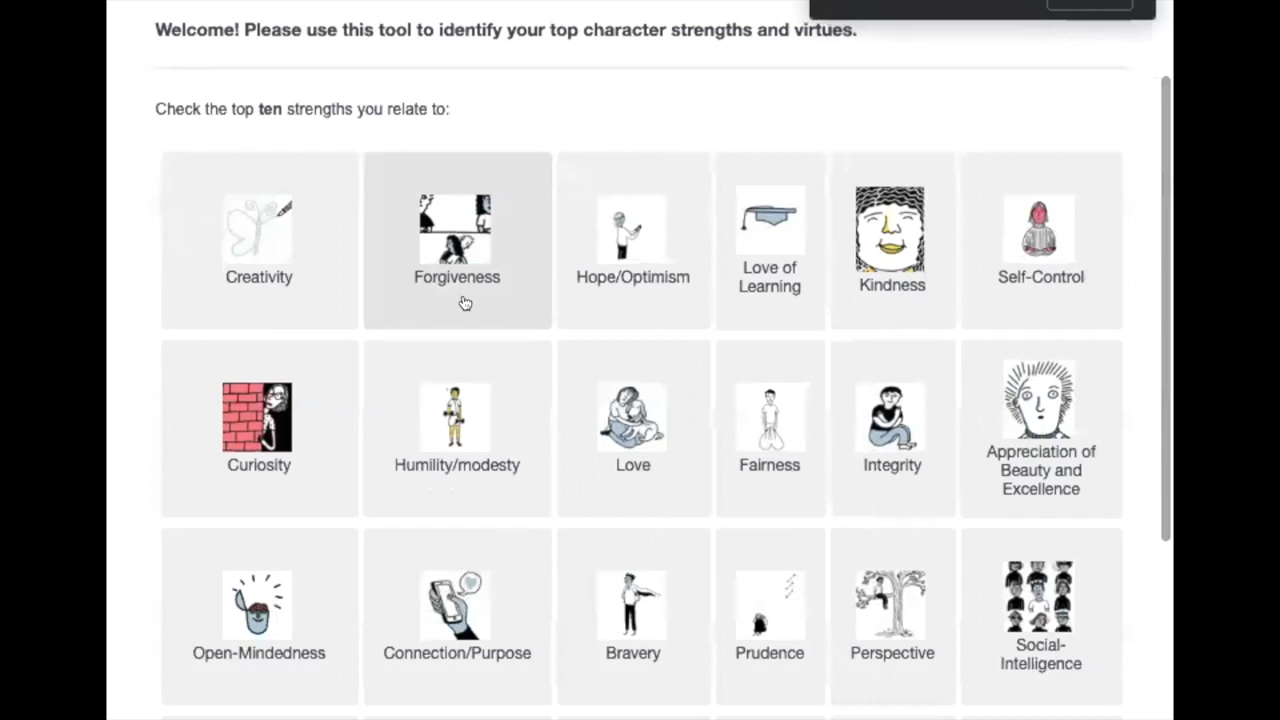 Welcome! Please use this tool to identify your top character strengths and virtues.
Check the top ten strengths you relate to:
Creativity
Forgiveness
Hope/Optimism
Love of
Learning
Kindness
Self-Control
Curiosity
Humility/modesty
Love
Fairness
Integrity
Appreciation of
Beauty and
Excellence
Open-Mindedness
Connection/Purpose
Bravery
Prudence
Perspective
Social-
Intelligence